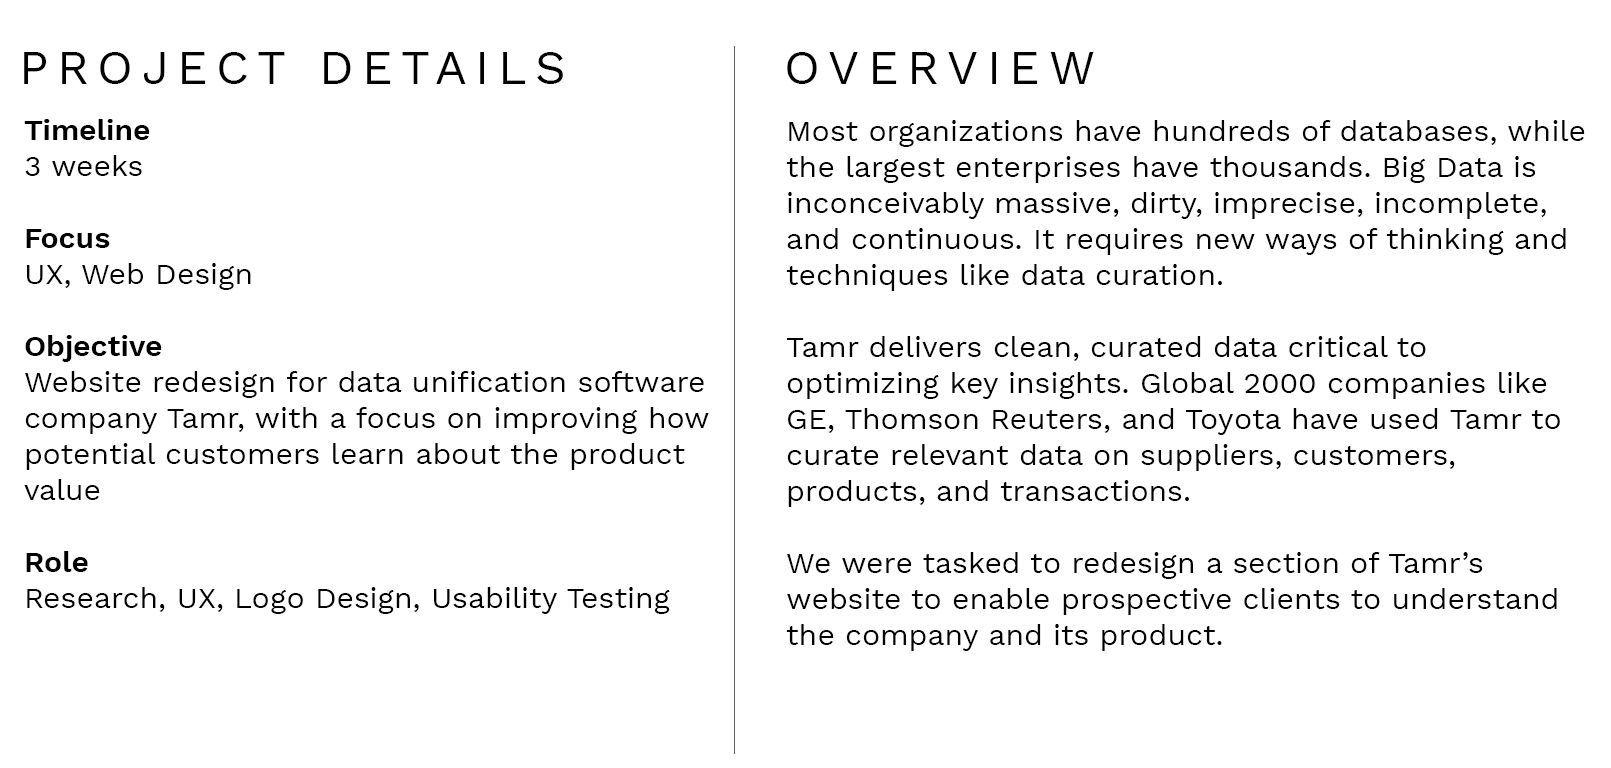 PROJECT DETAILS
Timeline
3 weeks
Focus
UX, Web Design
Objective
Website redesign for data unification software
company Tamr, with a focus on improving how
potential customers learn about the product
value
Role
Research, UX, Logo Design, Usability Testing
OVERVIEW
Most organizations have hundreds of databases, while
the largest enterprises have thousands. Big Data is
inconceivably massive, dirty, imprecise, incomplete,
and continuous. It requires new ways of thinking and
techniques like data curation.
Tamr delivers clean, curated data critical to
optimizing key insights. Global 2000 companies like
GE, Thomson Reuters, and Toyota have used Tamr to
curate relevant data on suppliers, customers,
products, and transactions.
We were tasked to redesign a section of Tamr’s
website to enable prospective clients to understand
the company and its product.